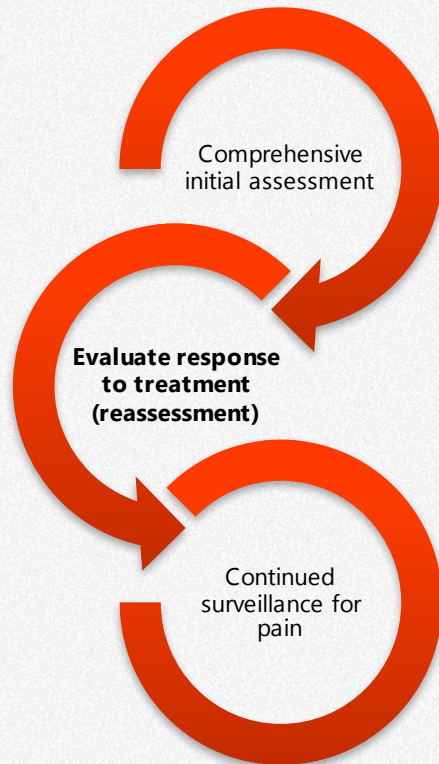 Comprehensive
initial assessment
Evaluate response
to treatment
(reassessment)
Continued
surveillance for
pain